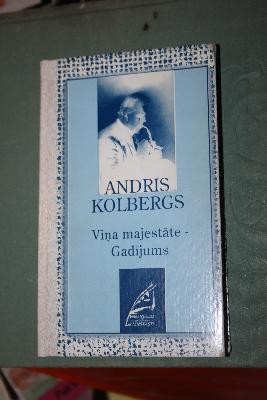 ANDRIS
KOLBERGS
Viņa majestāte -
Gadījums